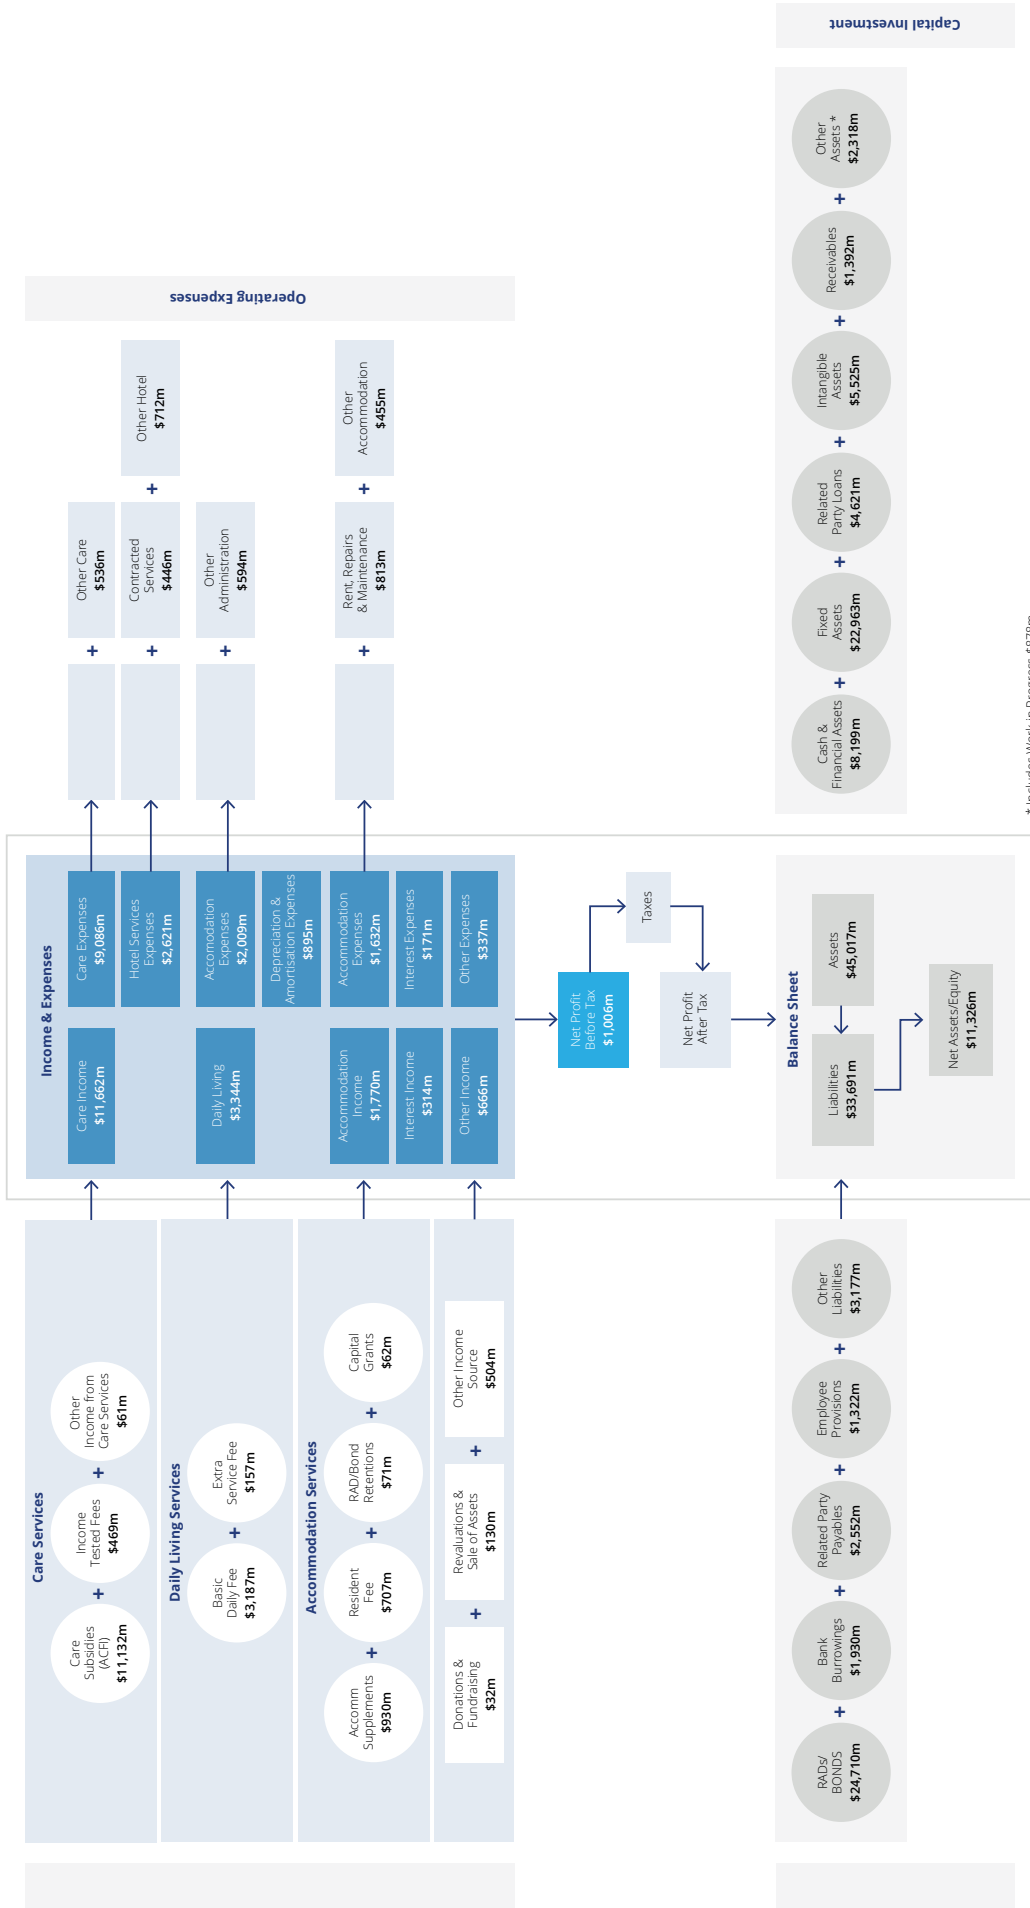 Care Services
Care
Subsidies
(ACFI)
$11,132m
+
Income
Tested Fees
$469m
+
Other
Income from
Care Services
$61m
Daily Living Services
Basic
Daily Fee
$3,187m
+
Extra
Service Fee
$157m
Accommodation Services
Accomm
Supplements
$930m
+
Resident
Fee
$707m
+
RAD/Bond
Retentions
$71m
+
Capital
Grants
$62m
Donations &
Fundraising
$32m
+
Revaluations &
Sale of Assets
$130m
+
Other Income
Source
$504m
Income & Expenses
Care Income
$11,662m
Daily Living
$3,344m
Accommodation
Income
$1,770m
Interest Income
$314m
Other Income
$666m
Care Expenses
$9,086m
Hotel Services
Expenses
$2,621m
Accomodation
Expenses
$2,009m
Depreciation &
Amortisation Expenses
$895m
Accommodation
Expenses
$1,632m
Interest Expenses
$171m
Other Expenses
$337m
+
Other Care
$536m
+
Contracted
Services
$446m
+
Other Hotel
$712m
+
Other
Administration
$594m
+
Rent, Repairs
& Maintenance
$813m
+
Other
Accommodation
$455m
Operating Expenses
Net Profit
Before Tax
$1,006m
Taxes
Net Profit
After Tax
Balance Sheet
Liabilities
$33,691m
Assets
$45,017m
Net Assets/Equity
$11,326m
RADs/
BONDS
$24,710m
+
Bank
Burrowings
$1,930m
+
Related Party
Payables
$2,552m
+
Employee
Provisions
$1,322m
+
Other
Liabilities
$3,177m
Cash &
Financial Assets
$8,199m
+
Fixed
Assets
$22,963m
+
Related
Party Loans
$4,621m
+
Intangible
Assets
$5,525m
+
Receivables
$1,392m
+
Other
Assets *
$2,318m
Capital Investment
* Includes Work in Progress $878m